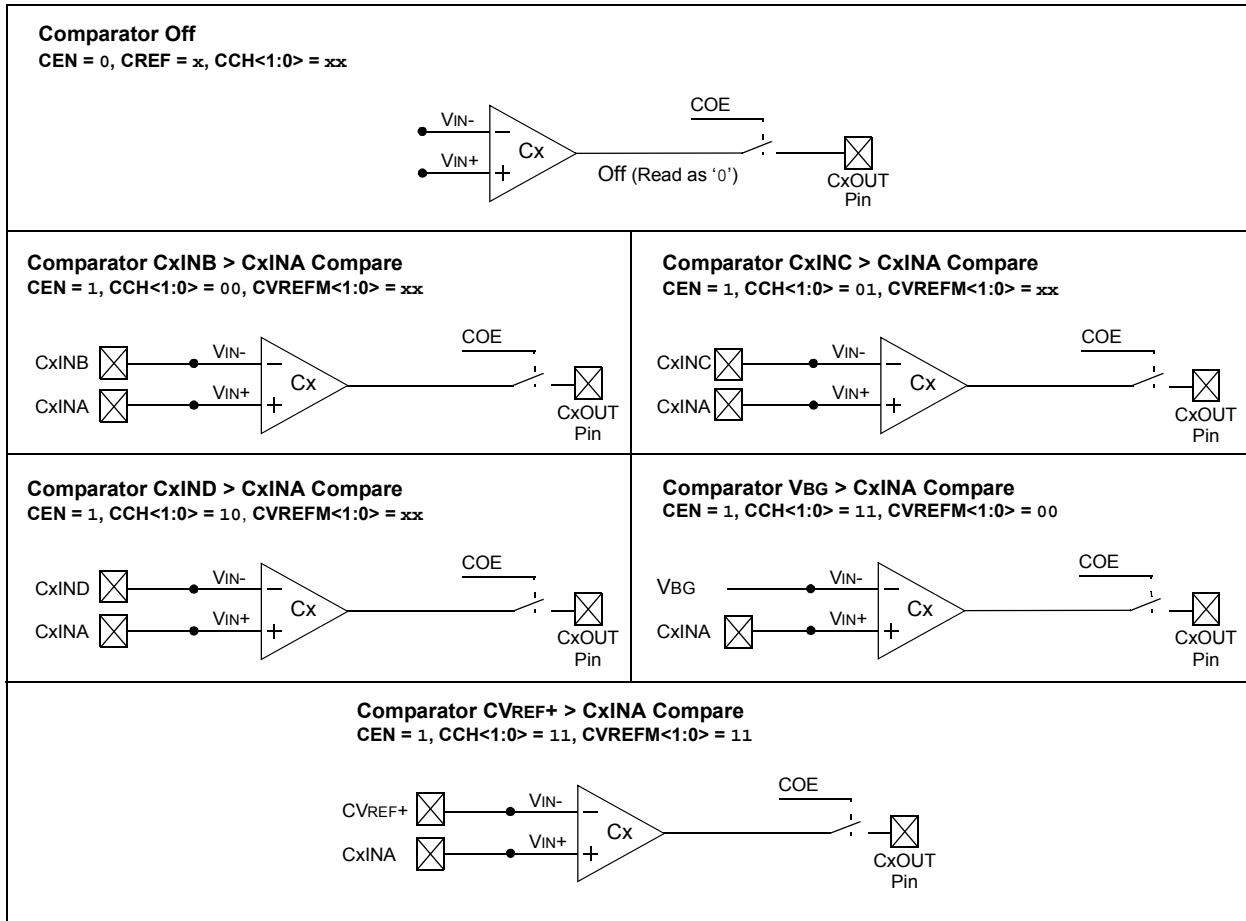 Comparator Off
CEN = 0, CREF = x, CCH<1:0> = xx
COE
VIN-
VIN+
Cx
Off (Read as ‘0’)
CxOUT
Pin
Comparator CxINB > CxINA Compare
CEN = 1, CCH<1:0> = 00, CVREFM<1:0> = xx
COE
CxINB
VIN-
Cx
CxINA
VIN+
CxOUT
Pin
Comparator CxINC > CxINA Compare
CEN = 1, CCH<1:0> = 01, CVREFM<1:0> = xx
COE
CxINC
VIN-
Cx
CxINA
VIN+
CxOUT
Pin
Comparator CxIND > CxINA Compare
CEN = 1, CCH<1:0> = 10, CVREFM<1:0> = xx
COE
CxIND
VIN-
Cx
CxINA
VIN+
CxOUT
Pin
Comparator VBG > CxINA Compare
CEN = 1, CCH<1:0> = 11, CVREFM<1:0> = 00
COE
VBG
VIN-
Cx
CxINA
VIN+
CxOUT
Pin
Comparator CVREF+ > CxINA Compare
CEN = 1, CCH<1:0> = 11, CVREFM<1:0> = 11
COE
CVREF+
VIN-
Cx
CxINA
VIN+
CxOUT
Pin